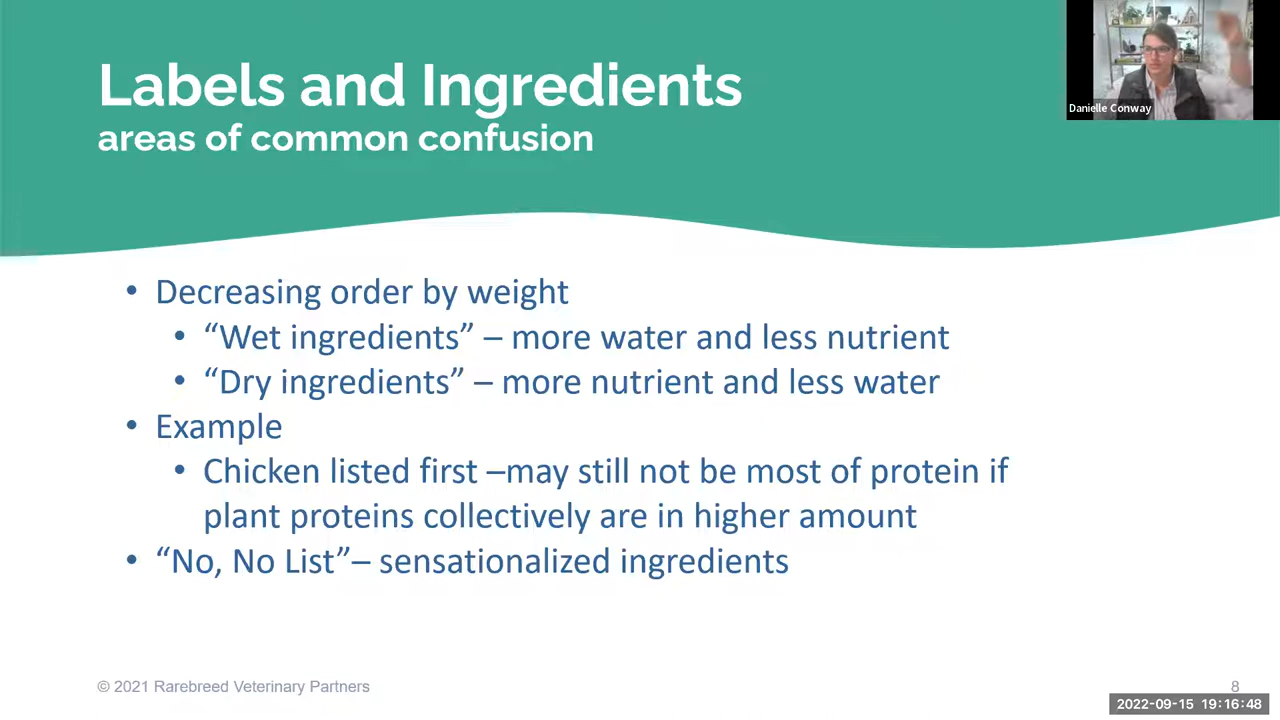 Labels and Ingredients
areas of common confusion
Danielle Conway
• Decreasing order by weight
• “Wet ingredients” – more water and less nutrient
• “Dry ingredients” – more nutrient and less water
• Example
• Chicken listed first –may still not be most of protein if
plant proteins collectively are in higher amount
• “No, No List”– sensationalized ingredients
© 2021 Rarebreed Veterinary Partners
8
2022-09-15 19:16:48